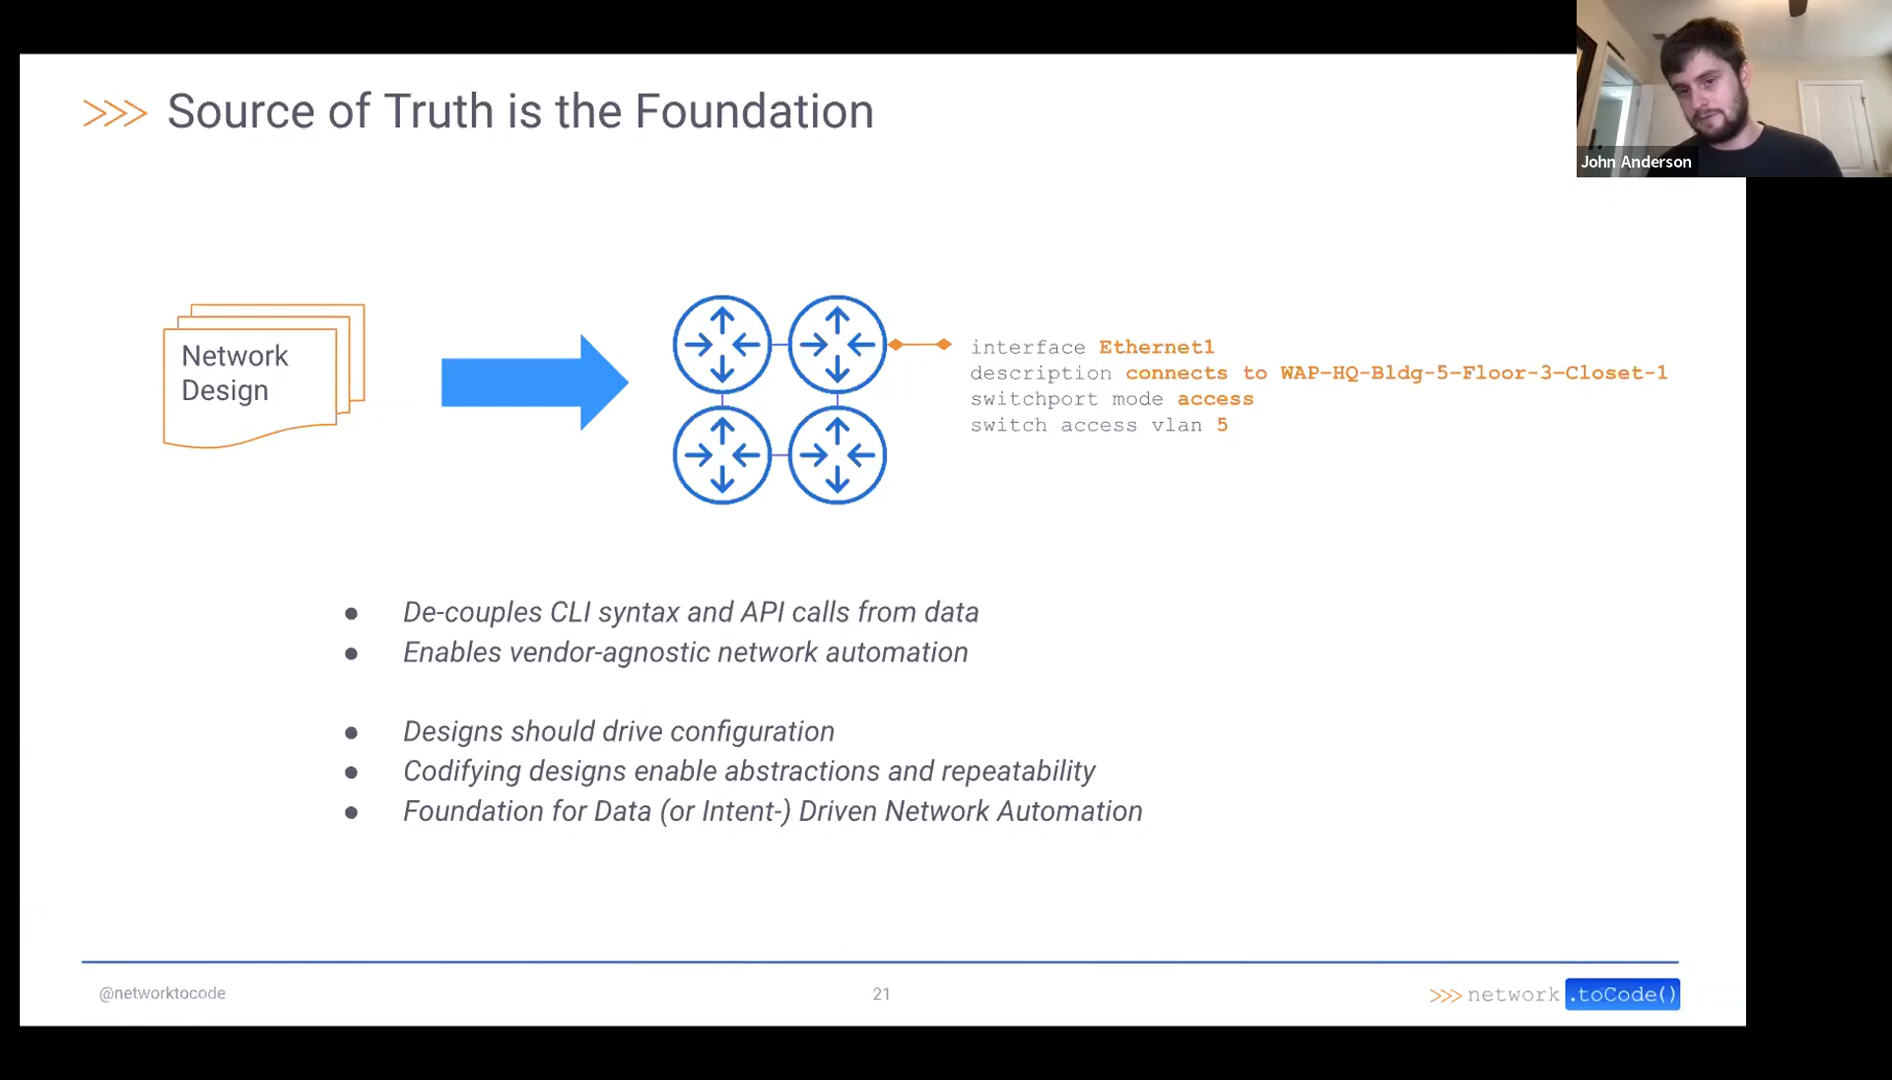 >>> Source of Truth is the Foundation
John Anderson
Network
Design
interface Ethernet1
description connects to WAP-HQ-Bldg-5-Floor-3-Closet-1
switchport mode access
switch access vlan 5
● De-couples CLI syntax and API calls from data
● Enables vendor-agnostic network automation
● Designs should drive configuration
● Codifying designs enable abstractions and repeatability
● Foundation for Data (or Intent-) Driven Network Automation
@networktocode
21
>>> network .toCode()